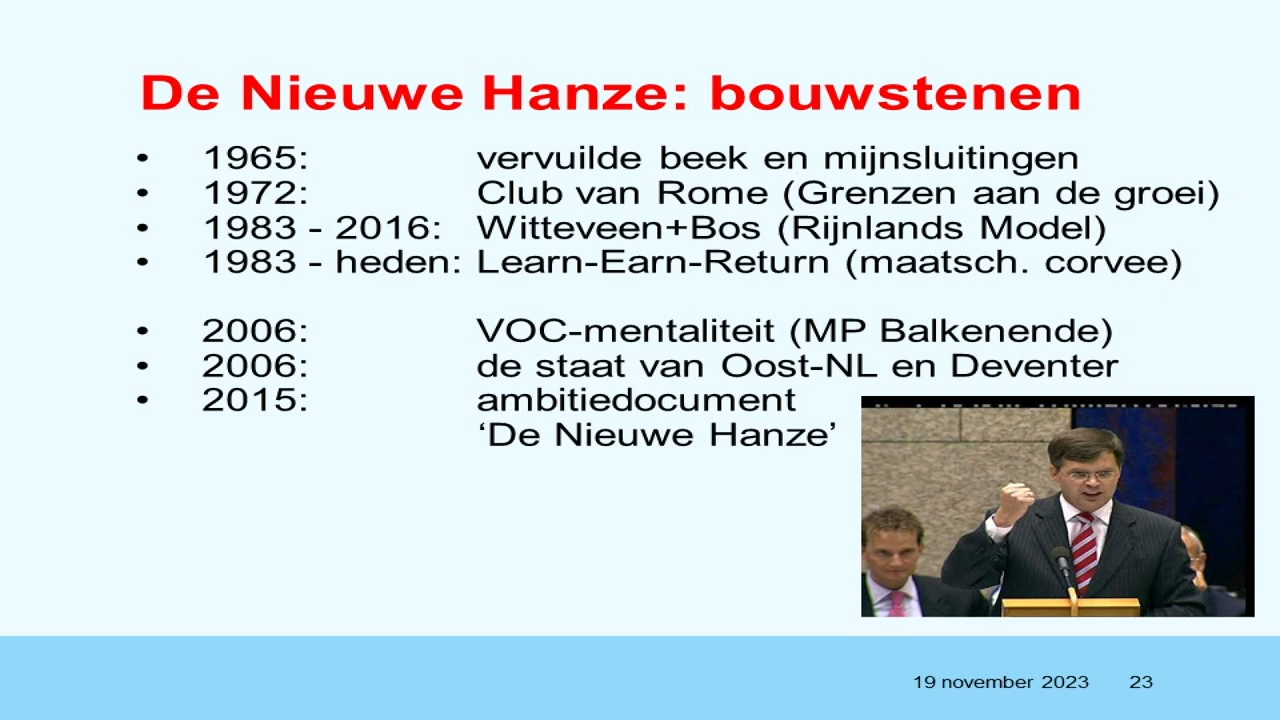 De Nieuwe Hanze: bouwstenen
• 1965: vervuilde beek en mijnsluitingen
• 1972: Club van Rome (Grenzen aan de groei)
• 1983 - 2016: Witteveen+Bos (Rijnlands Model)
• 1983 - heden: Learn-Earn-Return (maatsch. corvee)
• 2006: VOC-mentaliteit (MP Balkenende)
• 2006: de staat van Oost-NL en Deventer
• 2015: ambitiedocument
‘De Nieuwe Hanze’
19 november 2023 23